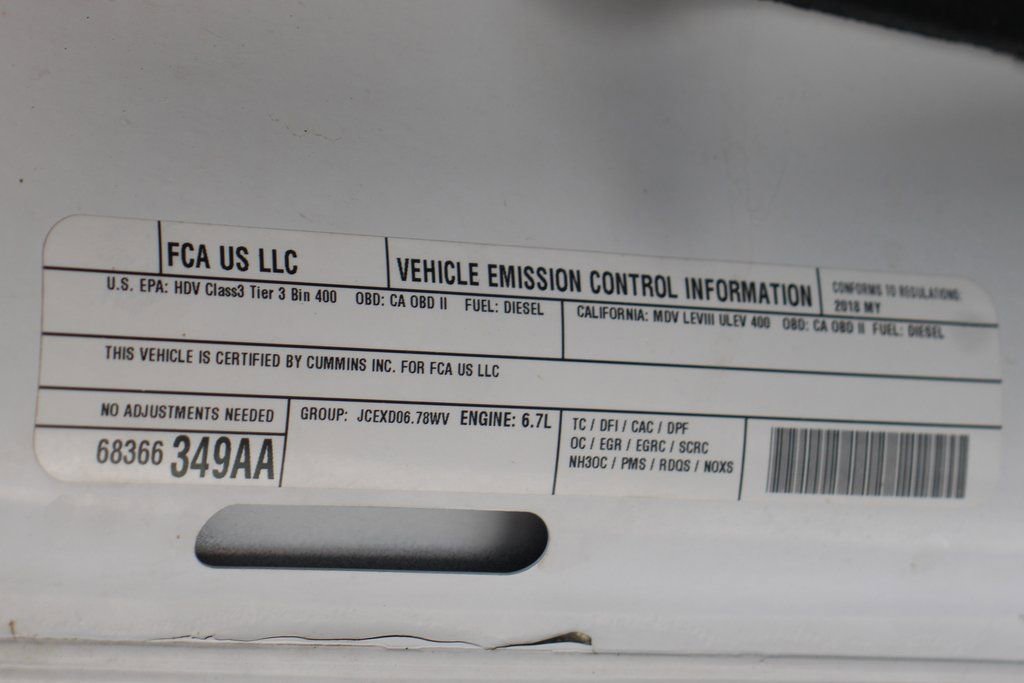 FCA US LLC
VEHICLE EMISSION CONTROL INFORMATION
CONFORMS TO REGULATIONS:
2018 MY
U.S. EPA: HDV Class3 Tier 3 Bin 400 OBD: CA OBD II FUEL: DIESEL
CALIFORNIA: MDV LEVIII ULEV 400 OBD: CA OBD II FUEL: DIESEL
THIS VEHICLE IS CERTIFIED BY CUMMINS INC. FOR FCA US LLC
NO ADJUSTMENTS NEEDED
68366 349AA
GROUP: JCEXD06.78WV ENGINE: 6.7L
TC / DFI / CAC / DPF
OC / EGR / EGRC / SCRC
NH3OC / PMS / RDQS / NOXS